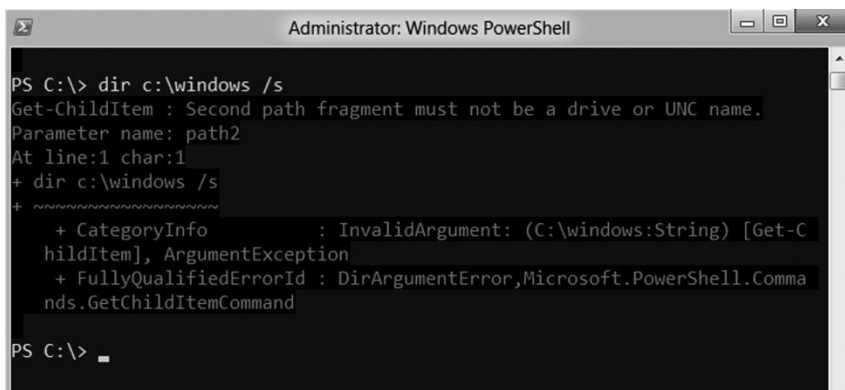 Administrator: Windows PowerShell
PS C:\> dir c:\windows /s
Get-ChildItem : Second path fragment must not be a drive or UNC name.
Parameter name: path2
At line:1 char:1
+ dir c:\windows /s
+ ~~~~~~~~~~~~~~~~~
    + CategoryInfo          : InvalidArgument: (C:\windows:String) [Get-C
   hildItem], ArgumentException
    + FullyQualifiedErrorId : DirArgumentError,Microsoft.PowerShell.Comma
   nds.GetChildItemCommand
PS C:\> _